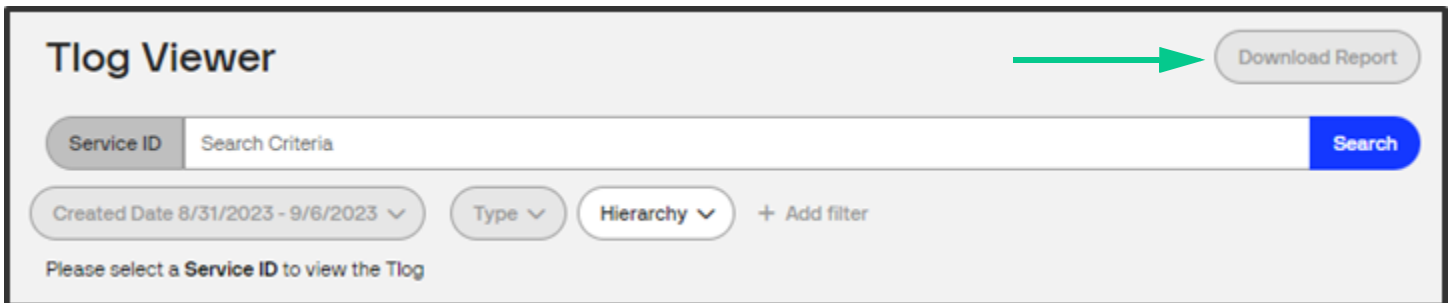 Tlog Viewer
Download Report
Service ID Search Criteria Search
Created Date 8/31/2023 - 9/6/2023 Type Hierarchy + Add filter
Please select a Service ID to view the Tlog